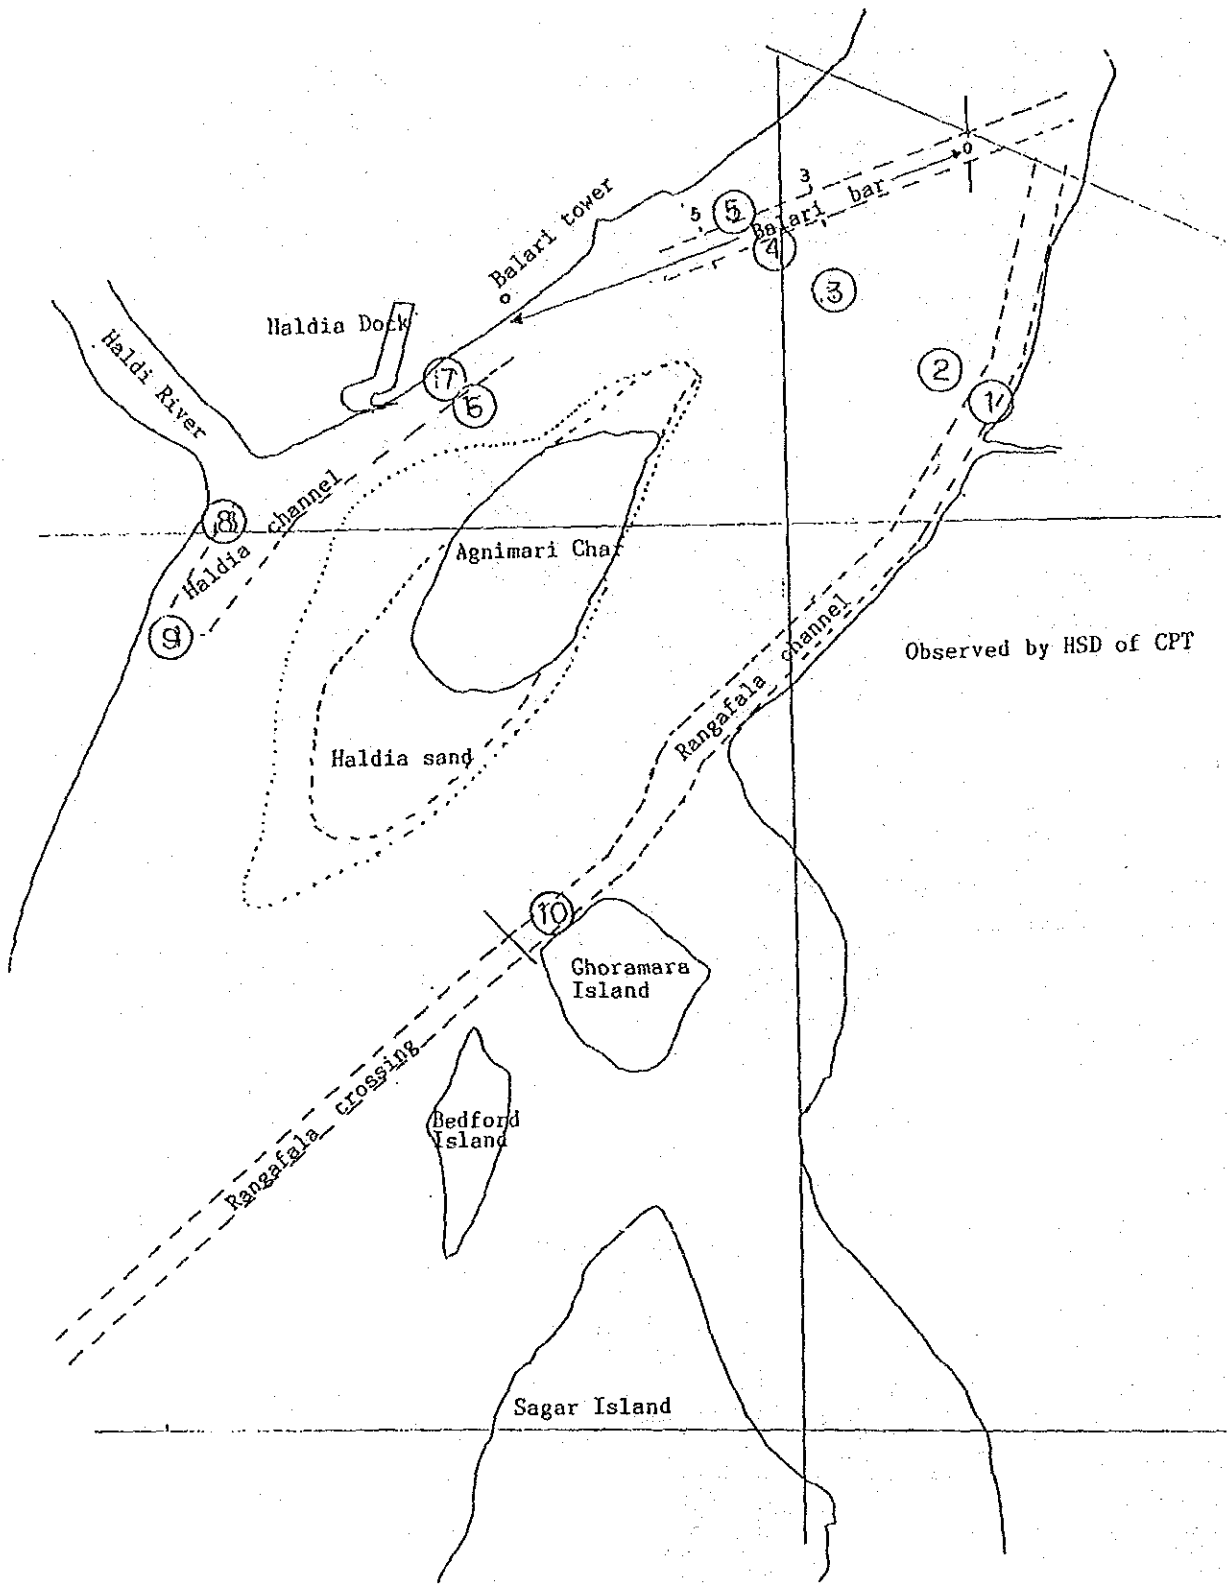 3
5
⑤
Balari bar
④
Balari tower
③
Haldia Dock
Haldi River
②
①
⑦
⑥
Haldia channel
⑧
Agnimari Char
⑨
Rangafala channel
Observed by HSD of CPT
Haldia sand
⑩
Ghoramara
Island
Rangafala crossing
Bedford
Island
Sagar Island